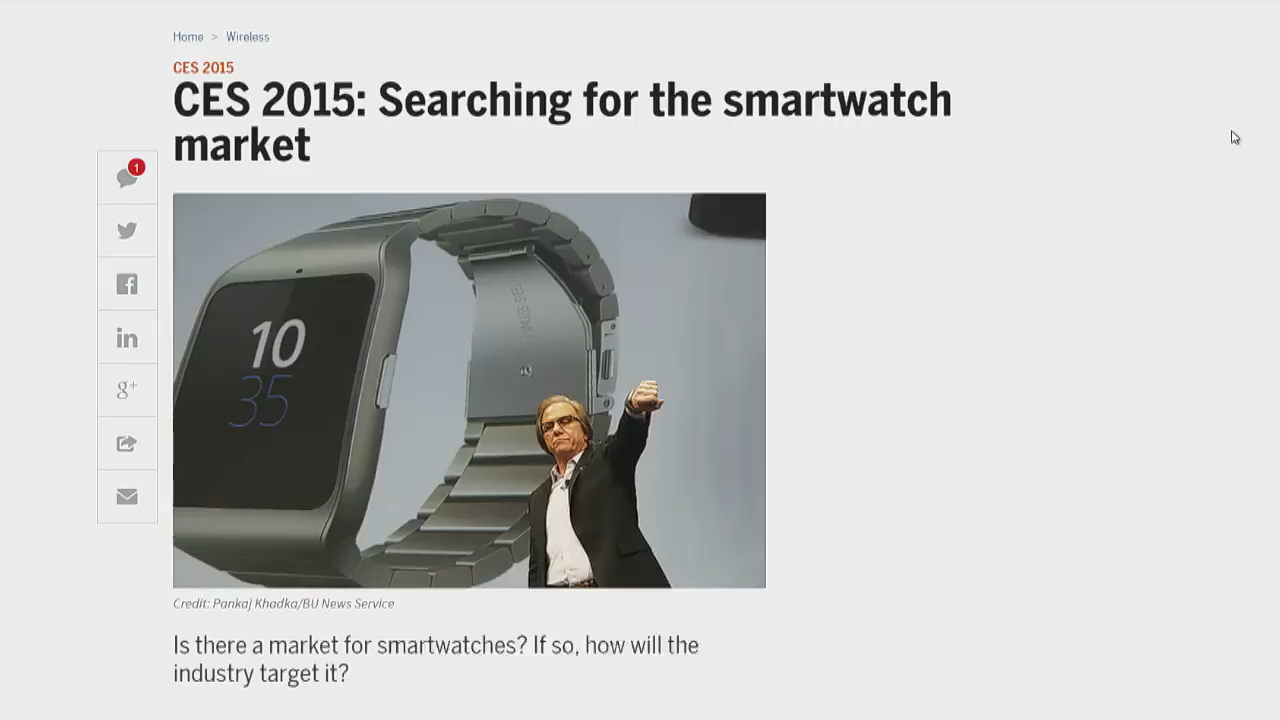 Home > Wireless
CES 2015
CES 2015: Searching for the smartwatch
market
1
in
g+
10
35
Credit: Pankaj Khadka/BU News Service
Is there a market for smartwatches? If so, how will the
industry target it?